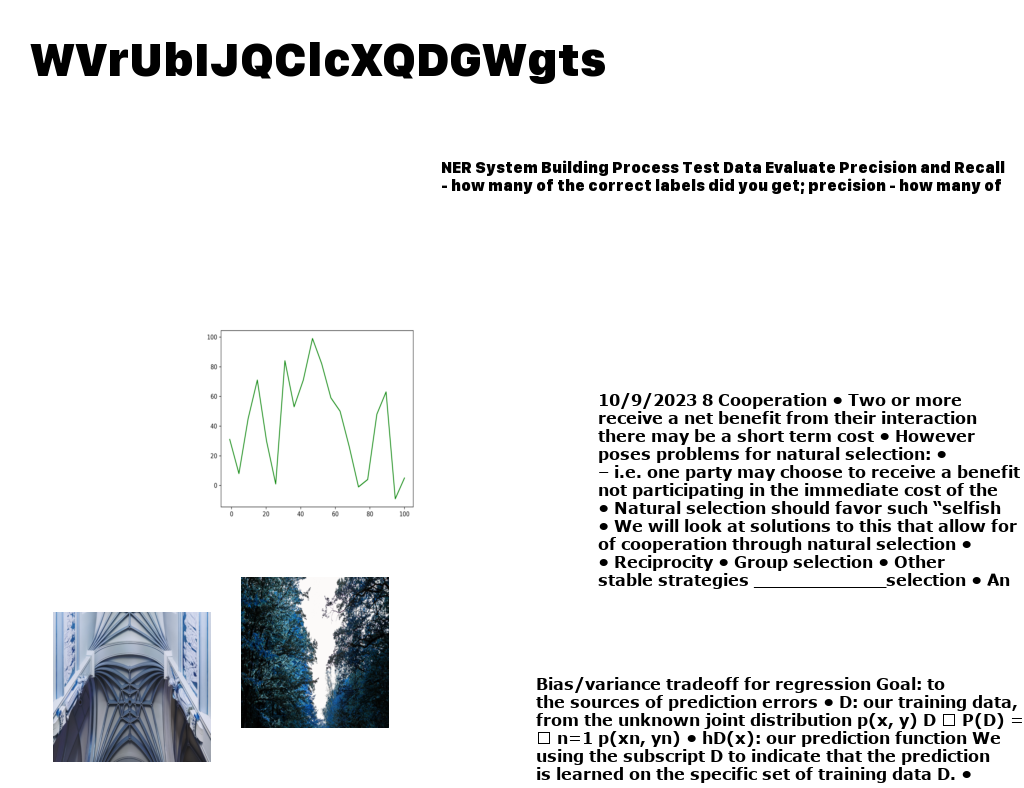 WVrUbIJQClcXQDGWgts
NER System Building Process Test Data Evaluate Precision and Recall
- how many of the correct labels did you get; precision - how many of
100
80
60
40
20
0
0 20 40 60 80 100
10/9/2023 8 Cooperation • Two or more
receive a net benefit from their interaction
there may be a short term cost • However
poses problems for natural selection: •
– i.e. one party may choose to receive a benefit
not participating in the immediate cost of the
• Natural selection should favor such “selfish
• We will look at solutions to this that allow for
of cooperation through natural selection •
• Reciprocity • Group selection • Other
stable strategies ______________selection • An
Bias/variance tradeoff for regression Goal: to
the sources of prediction errors • D: our training data,
from the unknown joint distribution p(x, y) D □ P(D) =
□ n=1 p(xn, yn) • hD(x): our prediction function We
using the subscript D to indicate that the prediction
is learned on the specific set of training data D. •